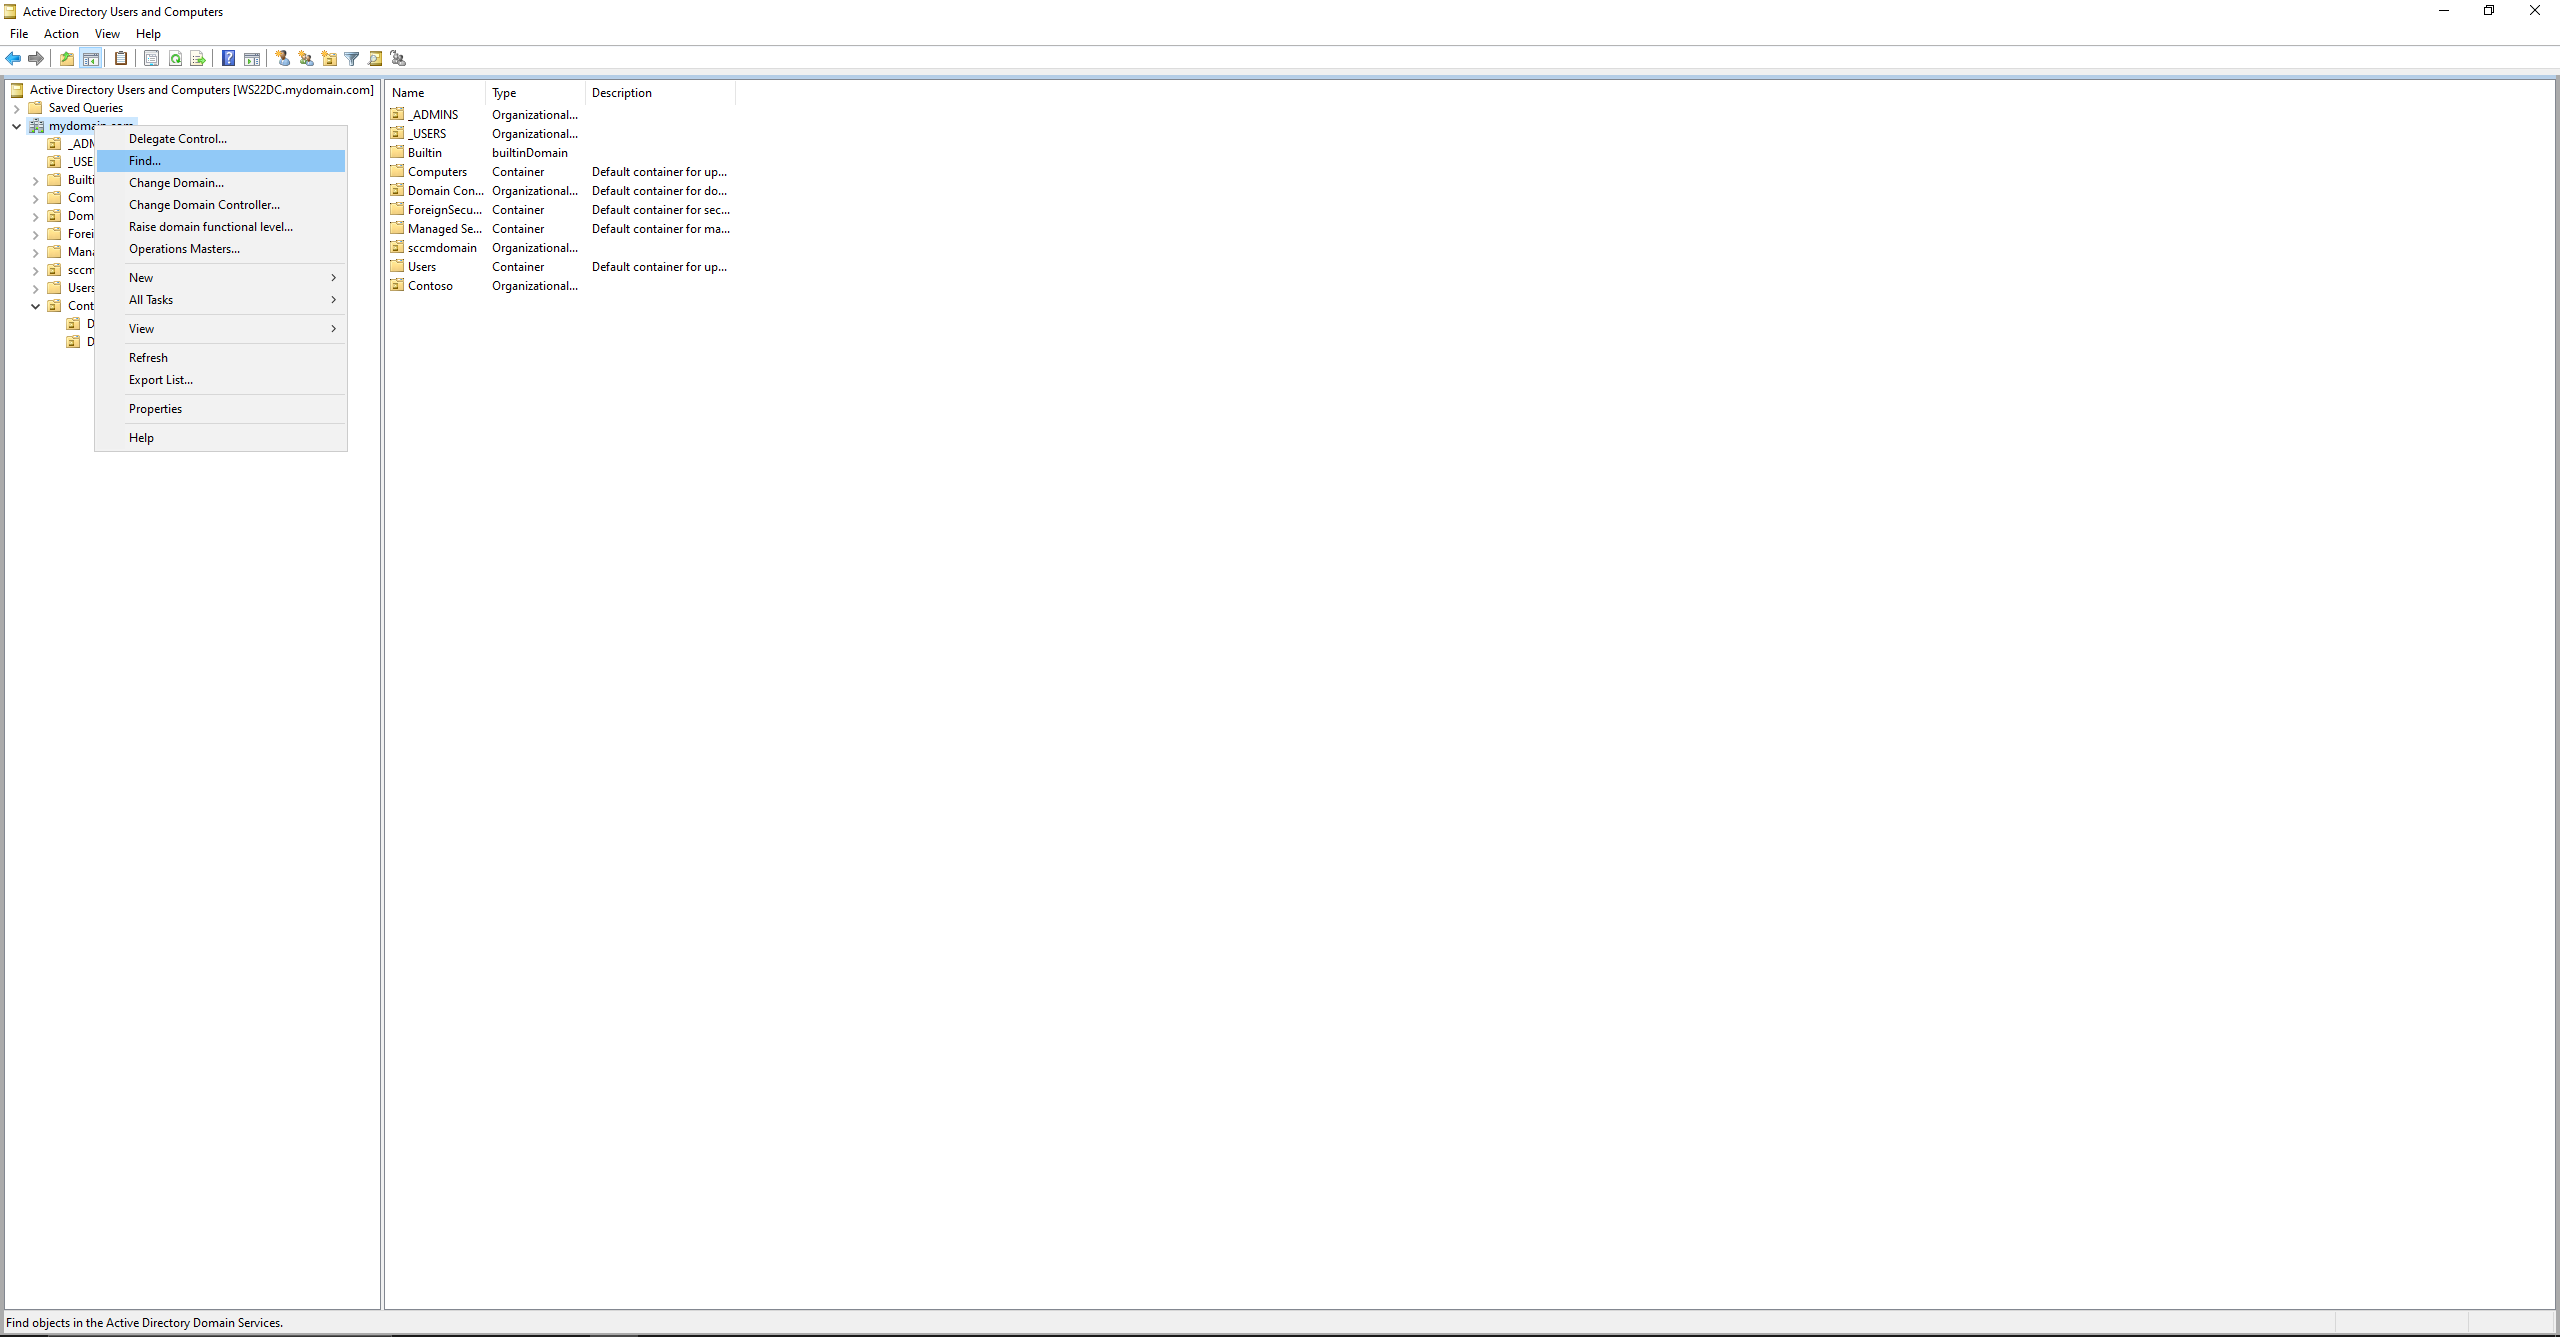 Active Directory Users and Computers
File Action View Help
Active Directory Users and Computers [WS22DC.mydomain.com]
Saved Queries
mydomain.com
_ADM
_USE
Builti
Com
Dom
Forei
Mana
sccm
Users
Cont
D
D
Delegate Control...
Find...
Change Domain...
Change Domain Controller...
Raise domain functional level...
Operations Masters...
New
All Tasks
View
Refresh
Export List...
Properties
Help
Name Type Description
_ADMINS Organizational...
_USERS Organizational...
Builtin builtinDomain
Computers Container Default container for up...
Domain Con... Organizational... Default container for do...
ForeignSecu... Container Default container for sec...
Managed Se... Container Default container for ma...
sccmdomain Organizational...
Users Container Default container for up...
Contoso Organizational...
Find objects in the Active Directory Domain Services.